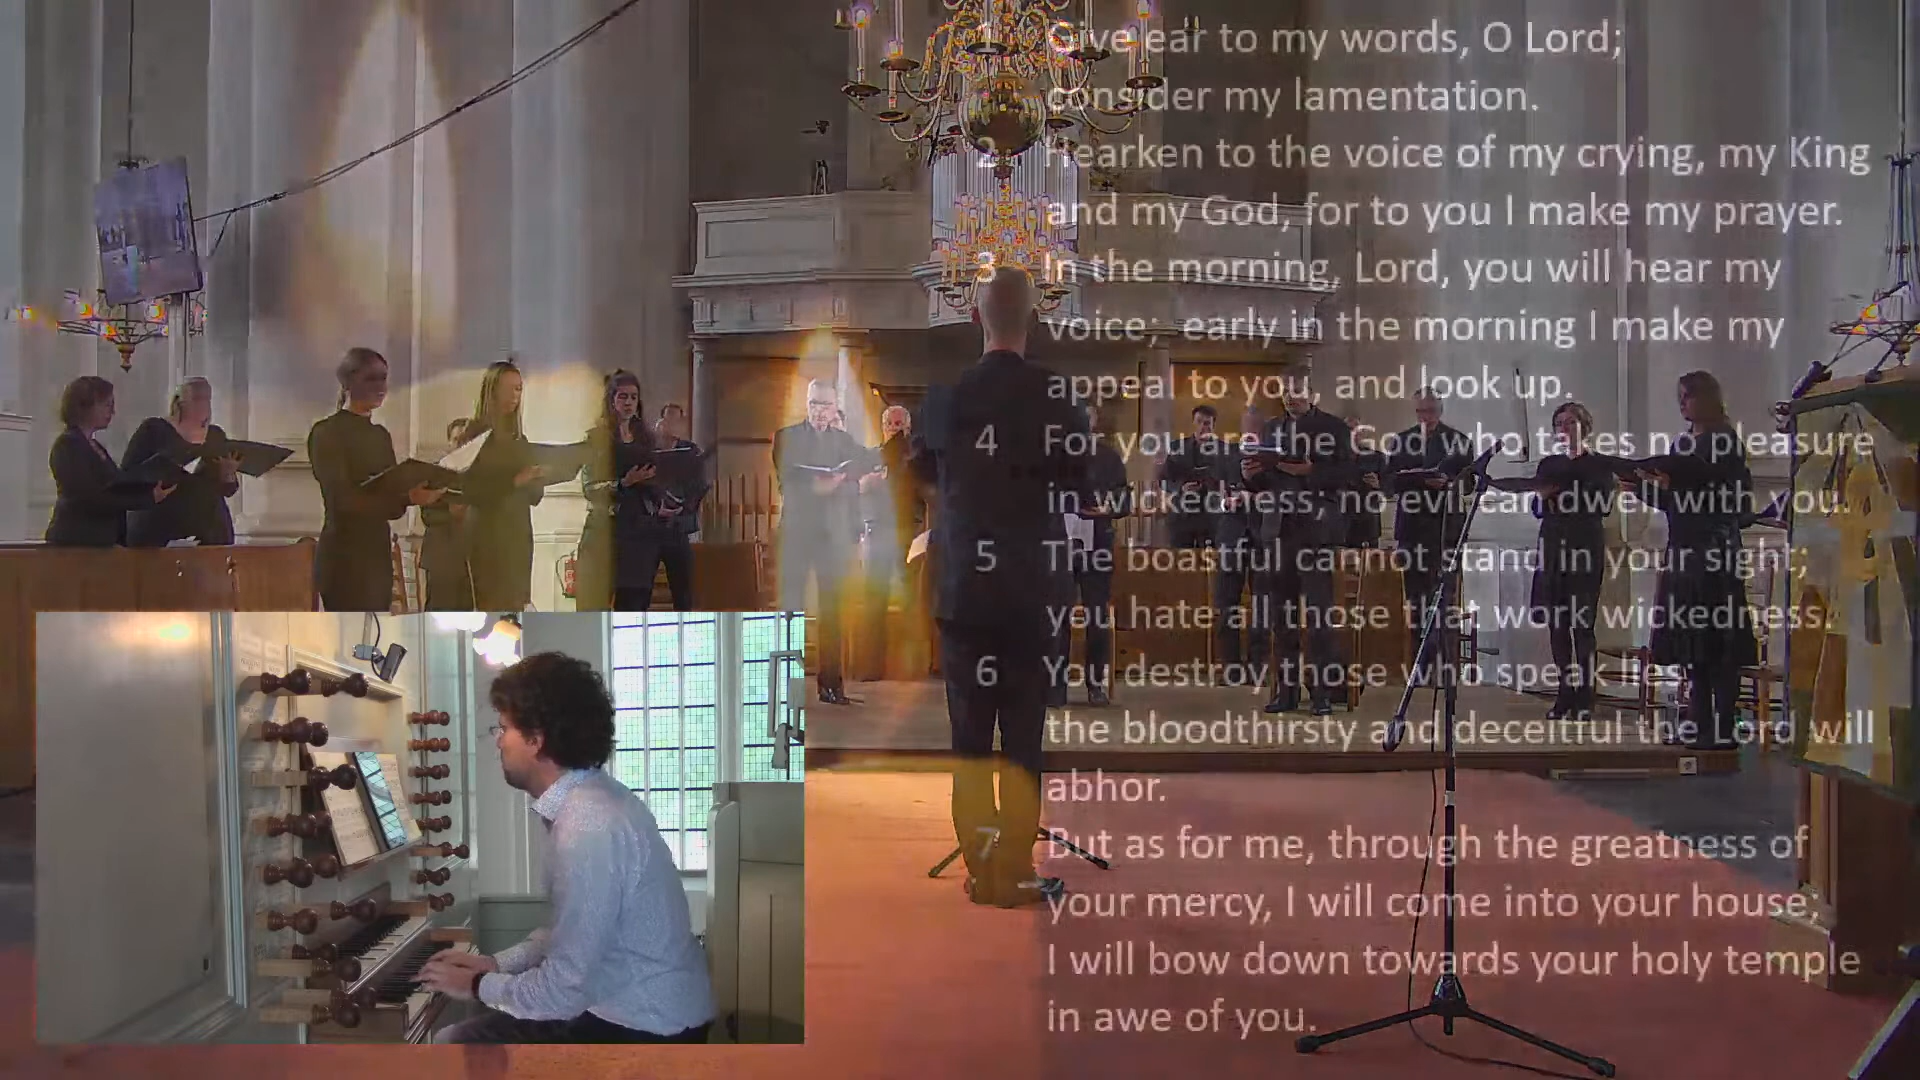 1 Give ear to my words, O Lord;
consider my lamentation.
2 Hearken to the voice of my crying, my King
and my God, for to you I make my prayer.
3 In the morning, Lord, you will hear my
voice; early in the morning I make my
appeal to you, and look up.
4 For you are the God who takes no pleasure
in wickedness; no evil can dwell with you.
5 The boastful cannot stand in your sight;
you hate all those that work wickedness.
6 You destroy those who speak lies;
the bloodthirsty and deceitful the Lord will
abhor.
7 But as for me, through the greatness of
your mercy, I will come into your house;
I will bow down towards your holy temple
in awe of you.